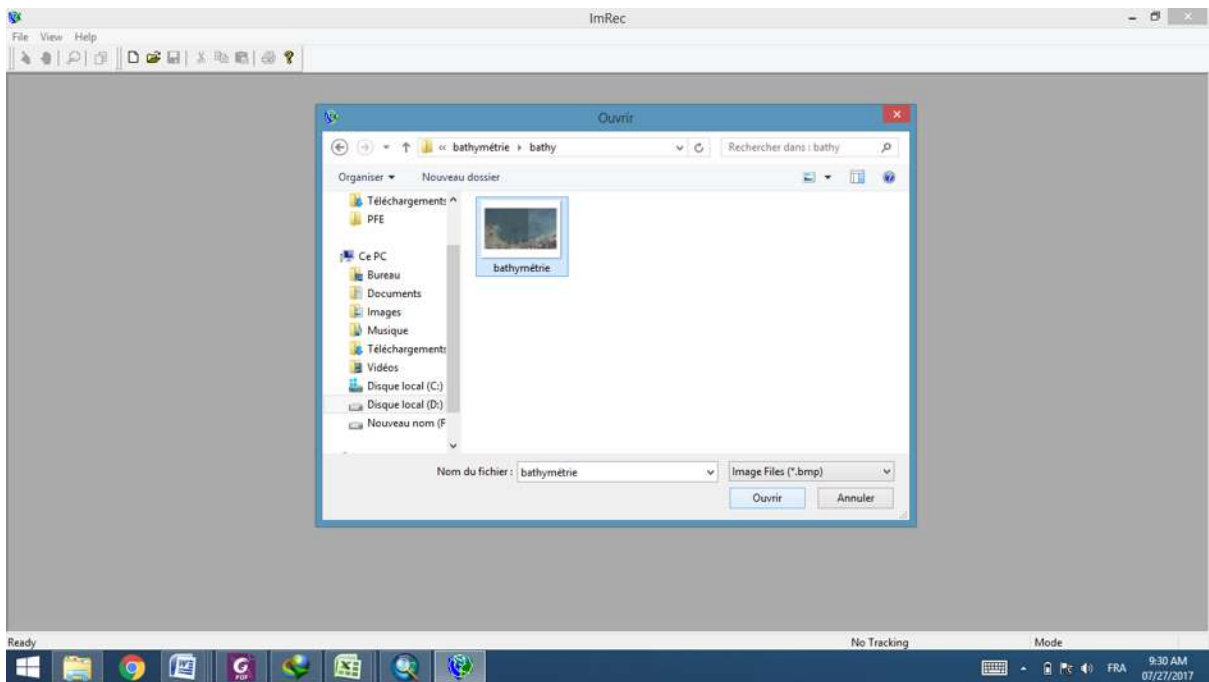 ImRec
File View Help
Ouvrir
« bathymétrie bathy
Rechercher dans : bathy
Organiser Nouveau dossier
Téléchargements
PFE
Ce PC
Bureau
Documents
Images
Musique
Téléchargements
Vidéos
Disque local (C:)
Disque local (D:)
Nouveau nom (F
bathymétrie
Nom du fichier : bathymétrie
Image Files (*.bmp)
Ouvrir Annuler
Ready No Tracking Mode
G PDF
FRA 9:30 AM
07/27/2017